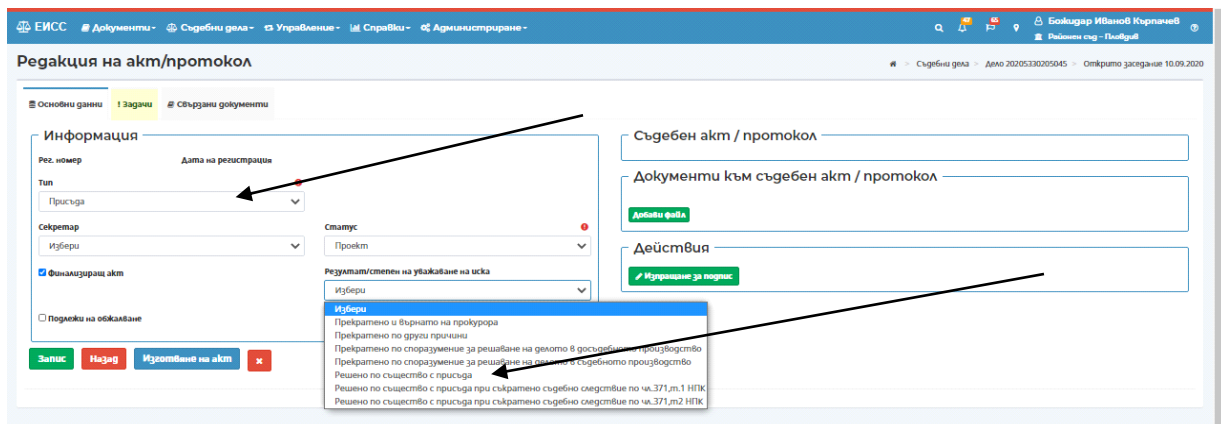 ЕИСС Документи Съдебни дела Управление Справки Администриране 47 65 Божидар Иванов Кърпачев
Районен съд – Пловдив
Редакция на акт/протокол
Съдебни дела > Дело 20205330205045 > Открито заседание 10.09.2020
Основни данни ! Задачи Свързани документи
Информация
Рег. номер Дата на регистрация
Тип
Присъда
Секретар Статус
Избери Проект
Финализиращ акт Резултат/степен на уважаване на иска
Избери
Избери
Прекратено и върнато на прокурора
Прекратено по други причини
Прекратено по споразумение за решаване на делото в досъдебното производство
Прекратено по споразумение за решаване на делото в съдебното производство
Решено по същество с присъда
Решено по същество с присъда при съкратено съдебно следствие по чл.371,т.1 НПК
Решено по същество с присъда при съкратено съдебно следствие по чл.371,т2 НПК
Подлежи на обжалване
Запис Назад Изготвяне на акт ×
Съдебен акт / протокол
Документи към съдебен акт / протокол
Добави файл
Действия
Изпращане за подпис